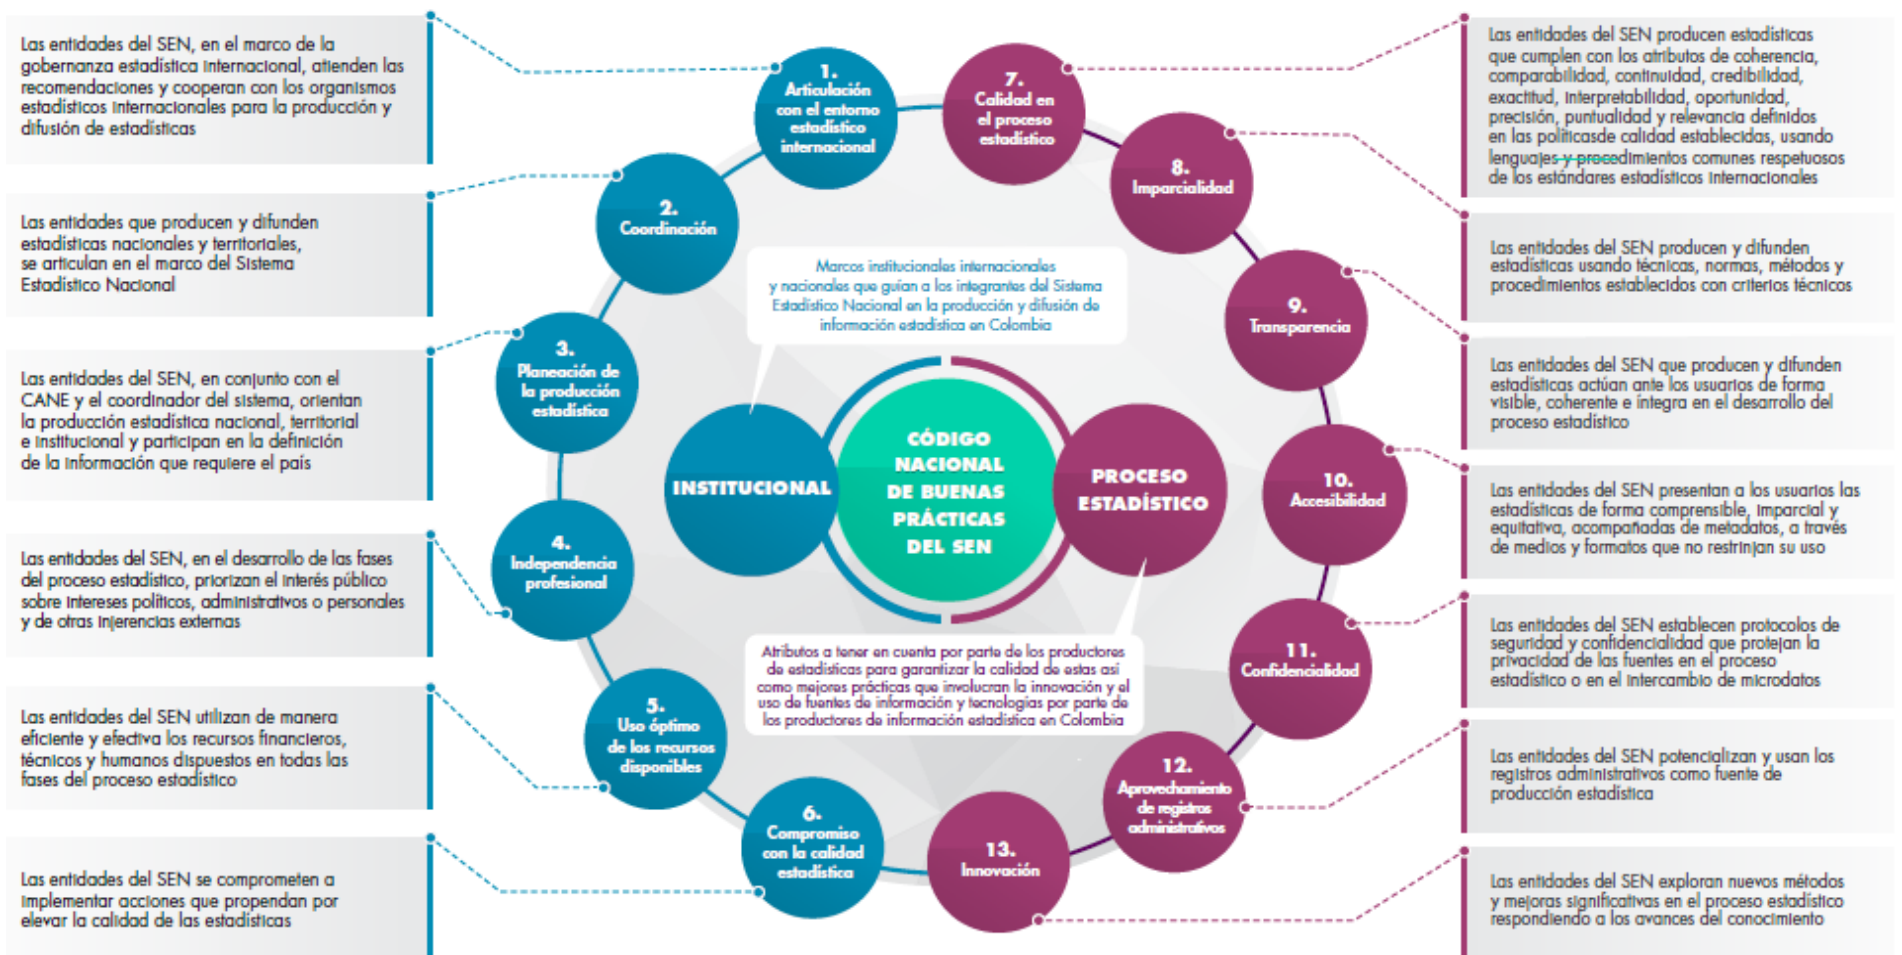 Las entidades del SEN, en el marco de la
gobernanza estadística internacional, atienden las
recomendaciones y cooperan con los organismos
estadísticos internacionales para la producción y
difusión de estadísticas
Las entidades que producen y difunden
estadísticas nacionales y territoriales,
se articulan en el marco del Sistema
Estadístico Nacional
Las entidades del SEN, en conjunto con el
CANE y el coordinador del sistema, orientan
la producción estadística nacional, territorial
e institucional y participan en la definición
de la información que requiere el país
Las entidades del SEN, en el desarrollo de las fases
del proceso estadístico, priorizan el interés público
sobre intereses políticos, administrativos o personales
y de otras injerencias externas
Las entidades del SEN utilizan de manera
eficiente y efectiva los recursos financieros,
técnicos y humanos dispuestos en todas las
fases del proceso estadístico
Las entidades del SEN se comprometen a
implementar acciones que propendan por
elevar la calidad de las estadísticas
1.
Articulación
con el entorno
estadístico
internacional
2.
Coordinación
3.
Planeación de
la producción
estadística
4.
Independencia
profesional
5.
Uso óptimo
de los recursos
disponibles
6.
Compromiso
con la calidad
estadística
Marcos institucionales internacionales
y nacionales que guían a los integrantes del Sistema
Estadístico Nacional en la producción y difusión de
información estadística en Colombia
INSTITUCIONAL
CÓDIGO
NACIONAL
DE BUENAS
PRÁCTICAS
DEL SEN
PROCESO
ESTADÍSTICO
Atributos a tener en cuenta por parte de los productores
de estadísticas para garantizar la calidad de estas así
como mejores prácticas que involucran la innovación y el
uso de fuentes de información y tecnologías por parte de
los productores de información estadística en Colombia
7.
Calidad en
el proceso
estadístico
8.
Imparcialidad
9.
Transparencia
10.
Accesibilidad
11.
Confidencialidad
12.
Aprovechamiento
de registros
administrativos
13.
Innovación
Las entidades del SEN producen estadísticas
que cumplen con los atributos de coherencia,
comparabilidad, continuidad, credibilidad,
exactitud, interpretabilidad, oportunidad,
precisión, puntualidad y relevancia definidos
en las políticasde calidad establecidas, usando
lenguajes y procedimientos comunes respetuosos
de los estándares estadísticos internacionales
Las entidades del SEN producen y difunden
estadísticas usando técnicas, normas, métodos y
procedimientos establecidos con criterios técnicos
Las entidades del SEN que producen y difunden
estadísticas actúan ante los usuarios de forma
visible, coherente e íntegra en el desarrollo del
proceso estadístico
Las entidades del SEN presentan a los usuarios las
estadísticas de forma comprensible, imparcial y
equitativa, acompañadas de metadatos, a través
de medios y formatos que no restrinjan su uso
Las entidades del SEN establecen protocolos de
seguridad y confidencialidad que protejan la
privacidad de las fuentes en el proceso
estadístico o en el intercambio de microdatos
Las entidades del SEN potencializan y usan los
registros administrativos como fuente de
producción estadística
Las entidades del SEN exploran nuevos métodos
y mejoras significativas en el proceso estadístico
respondiendo a los avances del conocimiento